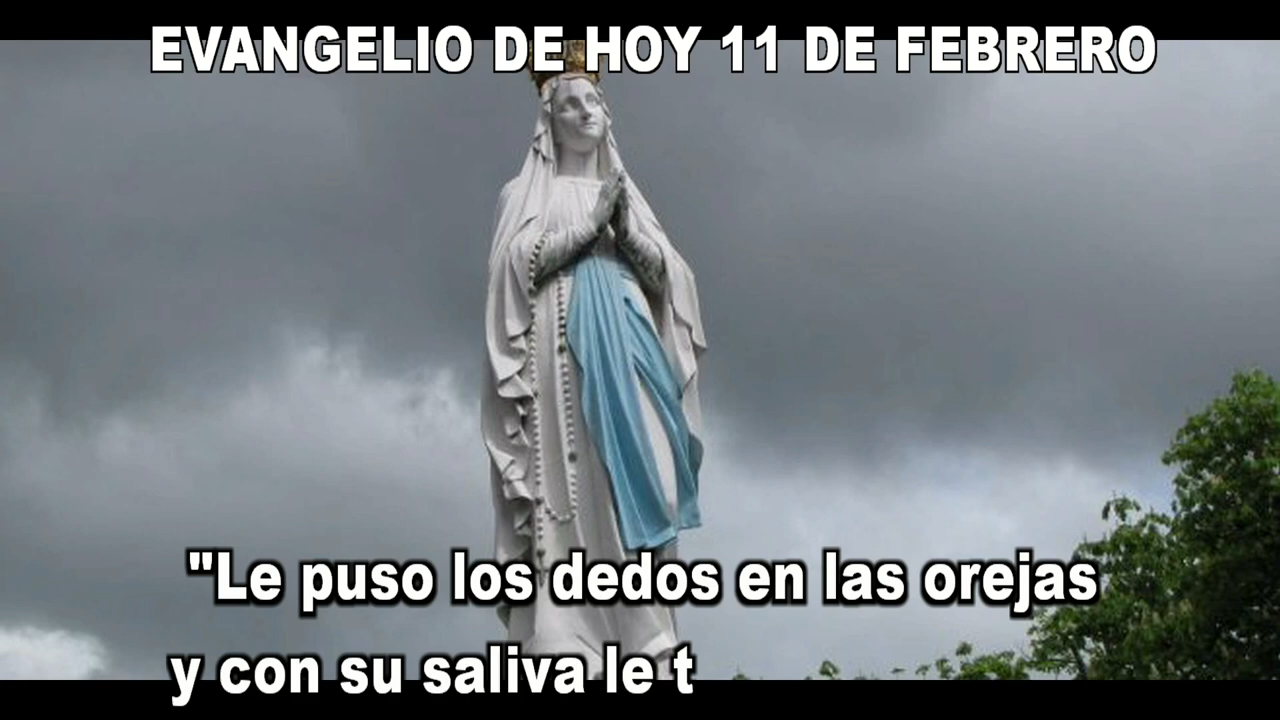 EVANGELIO DE HOY 11 DE FEBRERO
"Le puso los dedos en las orejas
y con su saliva le t